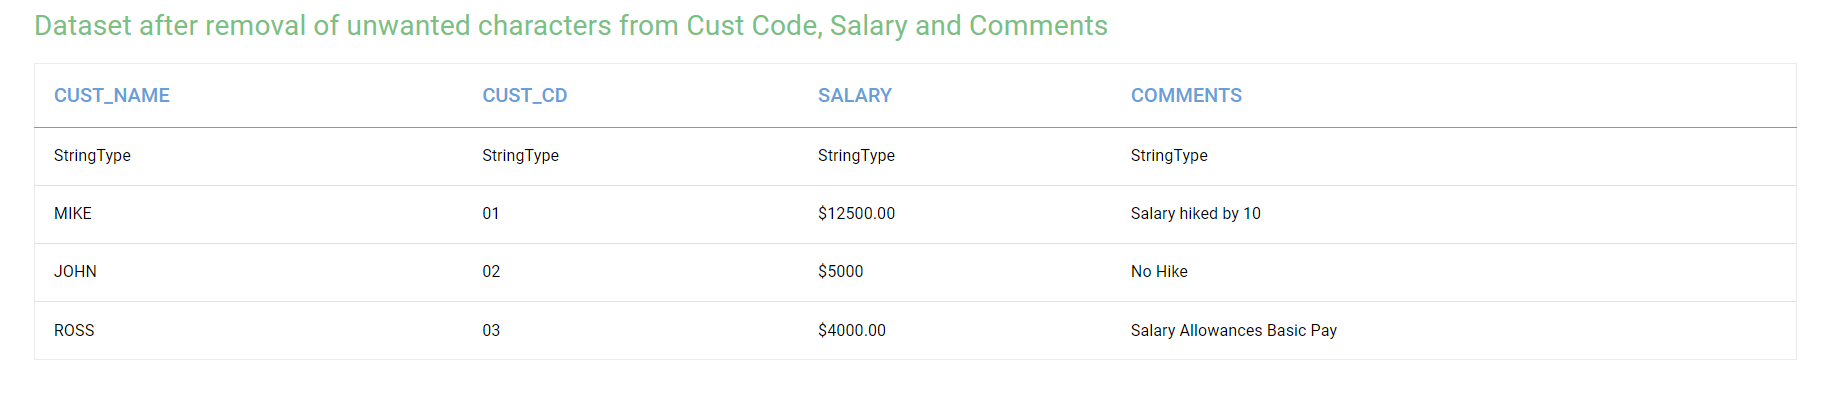 Dataset after removal of unwanted characters from Cust Code, Salary and Comments
CUST_NAME CUST_CD SALARY COMMENTS
StringType StringType StringType StringType
MIKE 01 $12500.00 Salary hiked by 10
JOHN 02 $5000 No Hike
ROSS 03 $4000.00 Salary Allowances Basic Pay